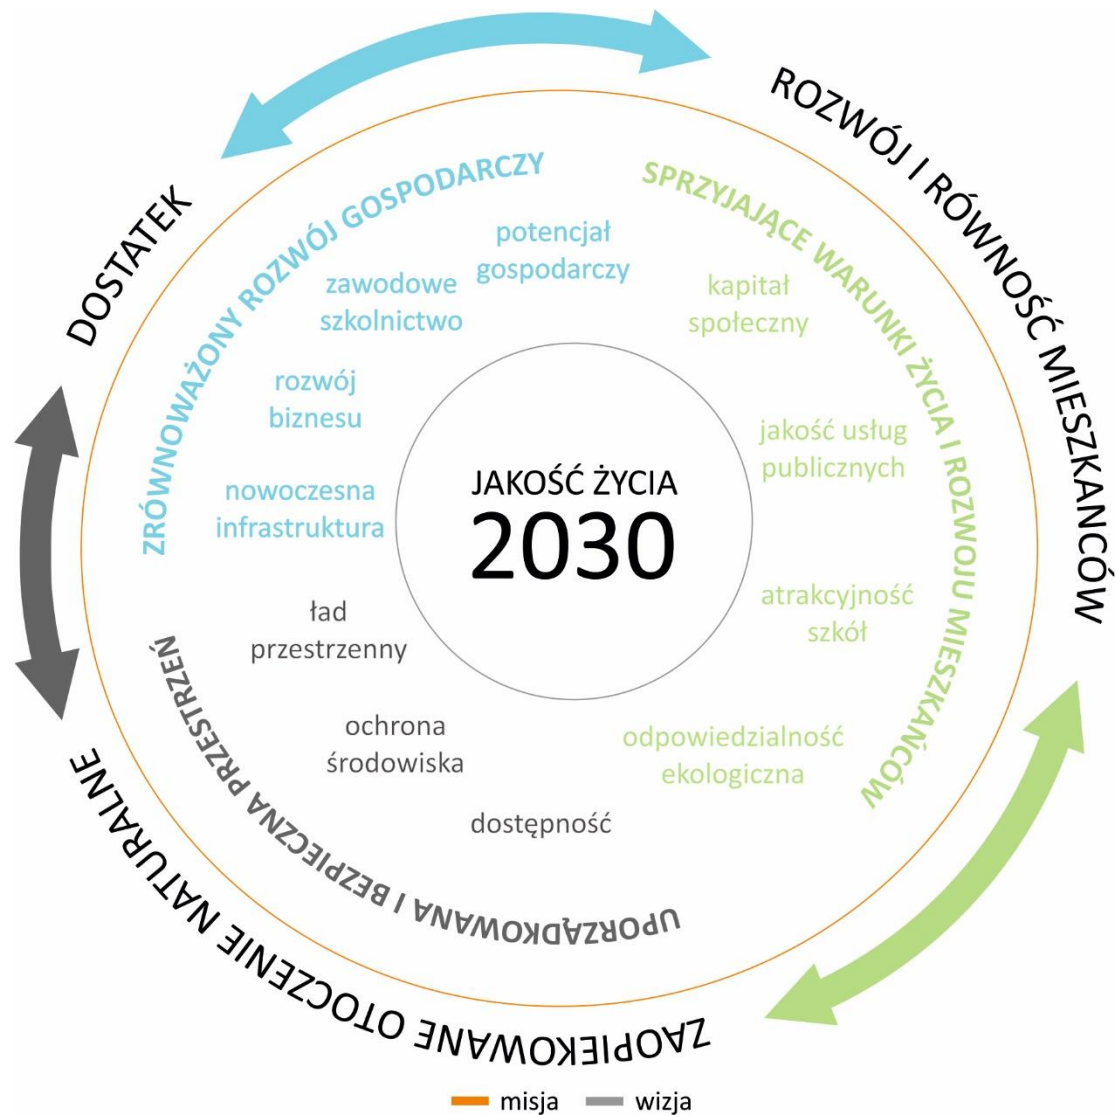 DOSTATEK
ROZWÓJ I RÓWNOŚĆ MIESZKANCÓW
ZAOPIEKOWANE OTOCZENIE NATURALNE
ZRÓWNOWAŻONY ROZWÓJ GOSPODARCZY
potencjał
gospodarczy
zawodowe
szkolnictwo
rozwój
biznesu
nowoczesna
infrastruktura
SPRZYJAJĄCE WARUNKI ŻYCIA I ROZWOJU MIESZKAŃCÓW
kapitał
społeczny
jakość usług
publicznych
atrakcyjność
szkół
odpowiedzialność
ekologiczna
UPORZĄDKOWANA I BEZPIECZNA PRZESTRZEŃ
ład
przestrzenny
ochrona
środowiska
dostępność
JAKOŚĆ ŻYCIA
2030
misja
wizja